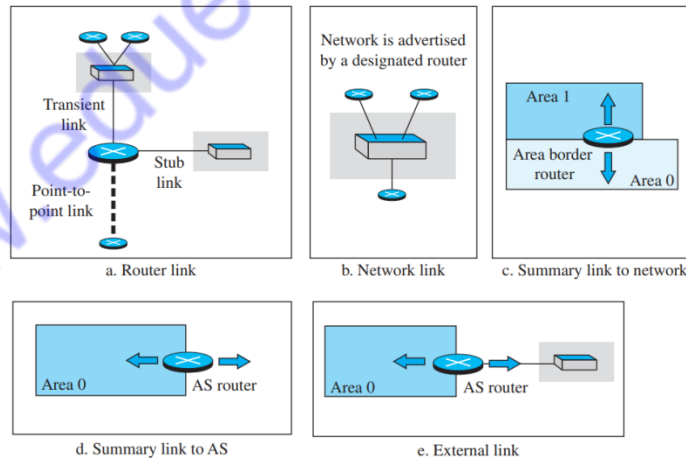 Transient
link
Stub
link
Point-to-
point link
a. Router link
Network is advertised
by a designated router
b. Network link
Area 1
Area border
router
Area 0
c. Summary link to network
Area 0
AS router
d. Summary link to AS
Area 0
AS router
e. External link